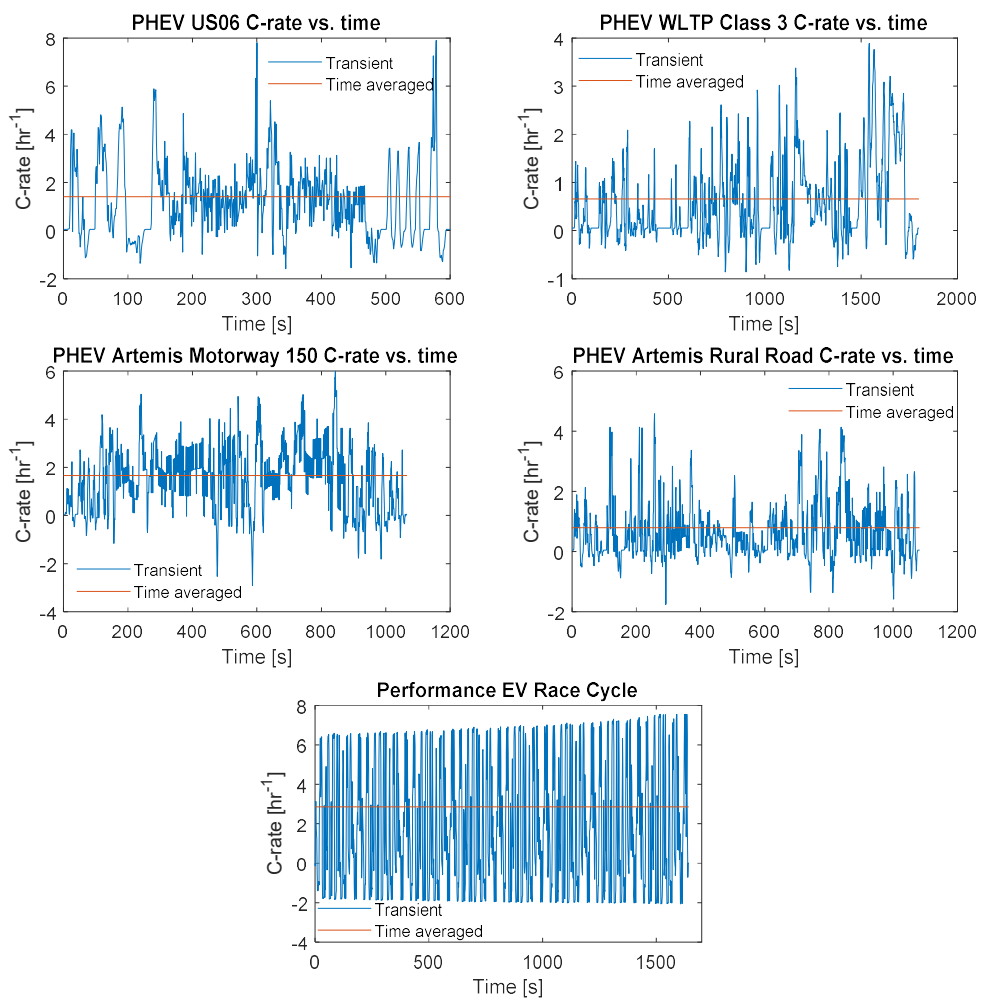 PHEV US06 C-rate vs. time
8
6
4
2
0
-2
C-rate [hr-1]
Transient
Time averaged
0 100 200 300 400 500 600
Time [s]
PHEV WLTP Class 3 C-rate vs. time
4
3
2
1
0
-1
C-rate [hr-1]
Transient
Time averaged
0 500 1000 1500 2000
Time [s]
PHEV Artemis Motorway 150 C-rate vs. time
6
4
2
0
-2
-4
C-rate [hr-1]
Transient
Time averaged
0 200 400 600 800 1000 1200
Time [s]
PHEV Artemis Rural Road C-rate vs. time
6
4
2
0
-2
C-rate [hr-1]
Transient
Time averaged
0 200 400 600 800 1000 1200
Time [s]
Performance EV Race Cycle
8
6
4
2
0
-2
-4
C-rate [hr-1]
Transient
Time averaged
0 500 1000 1500
Time [s]